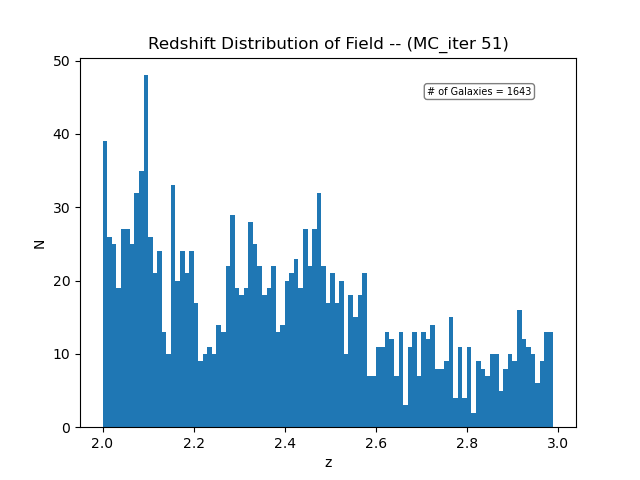 Redshift Distribution of Field -- (MC_iter 51)
# of Galaxies = 1643
50
40
30
20
10
0
N
2.0 2.2 2.4 2.6 2.8 3.0
z